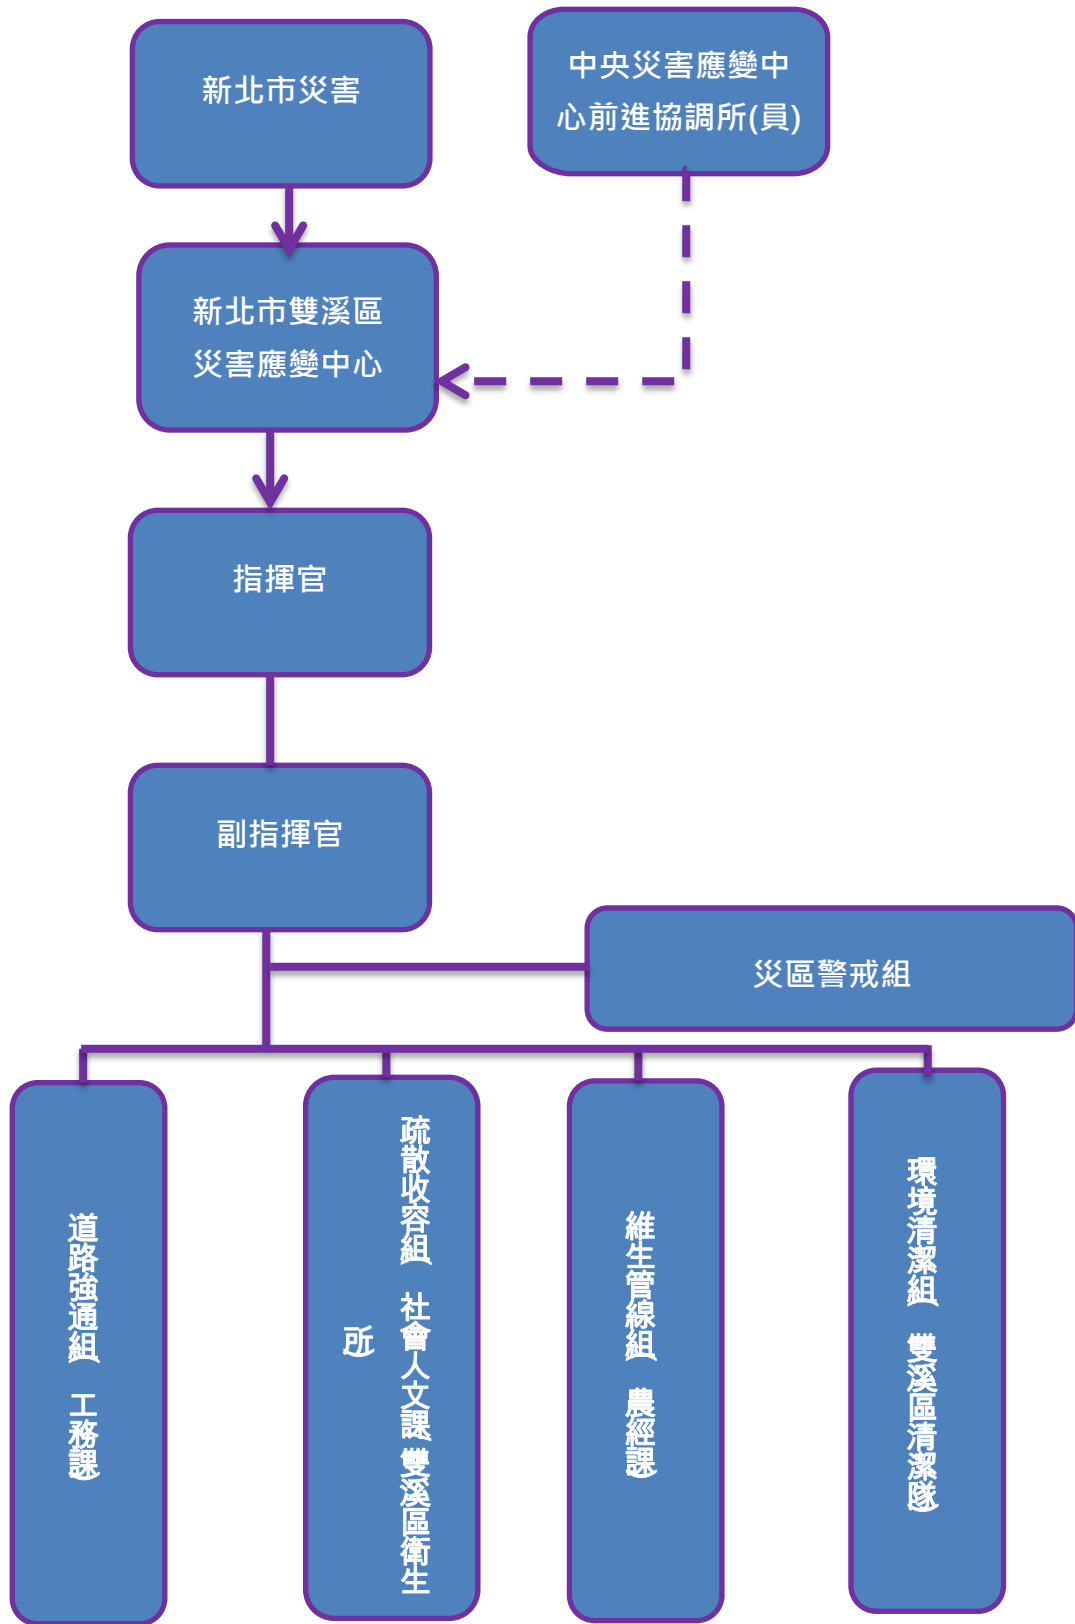 新北市災害
中央災害應變中
心前進協調所(員)
新北市雙溪區
災害應變中心
指揮官
副指揮官
災區警戒組
道路強通組(工務課)
疏散收容組(社會人文課、雙溪區衛生
所)
維生管線組(農經課)
環境清潔組(雙溪區清潔隊)